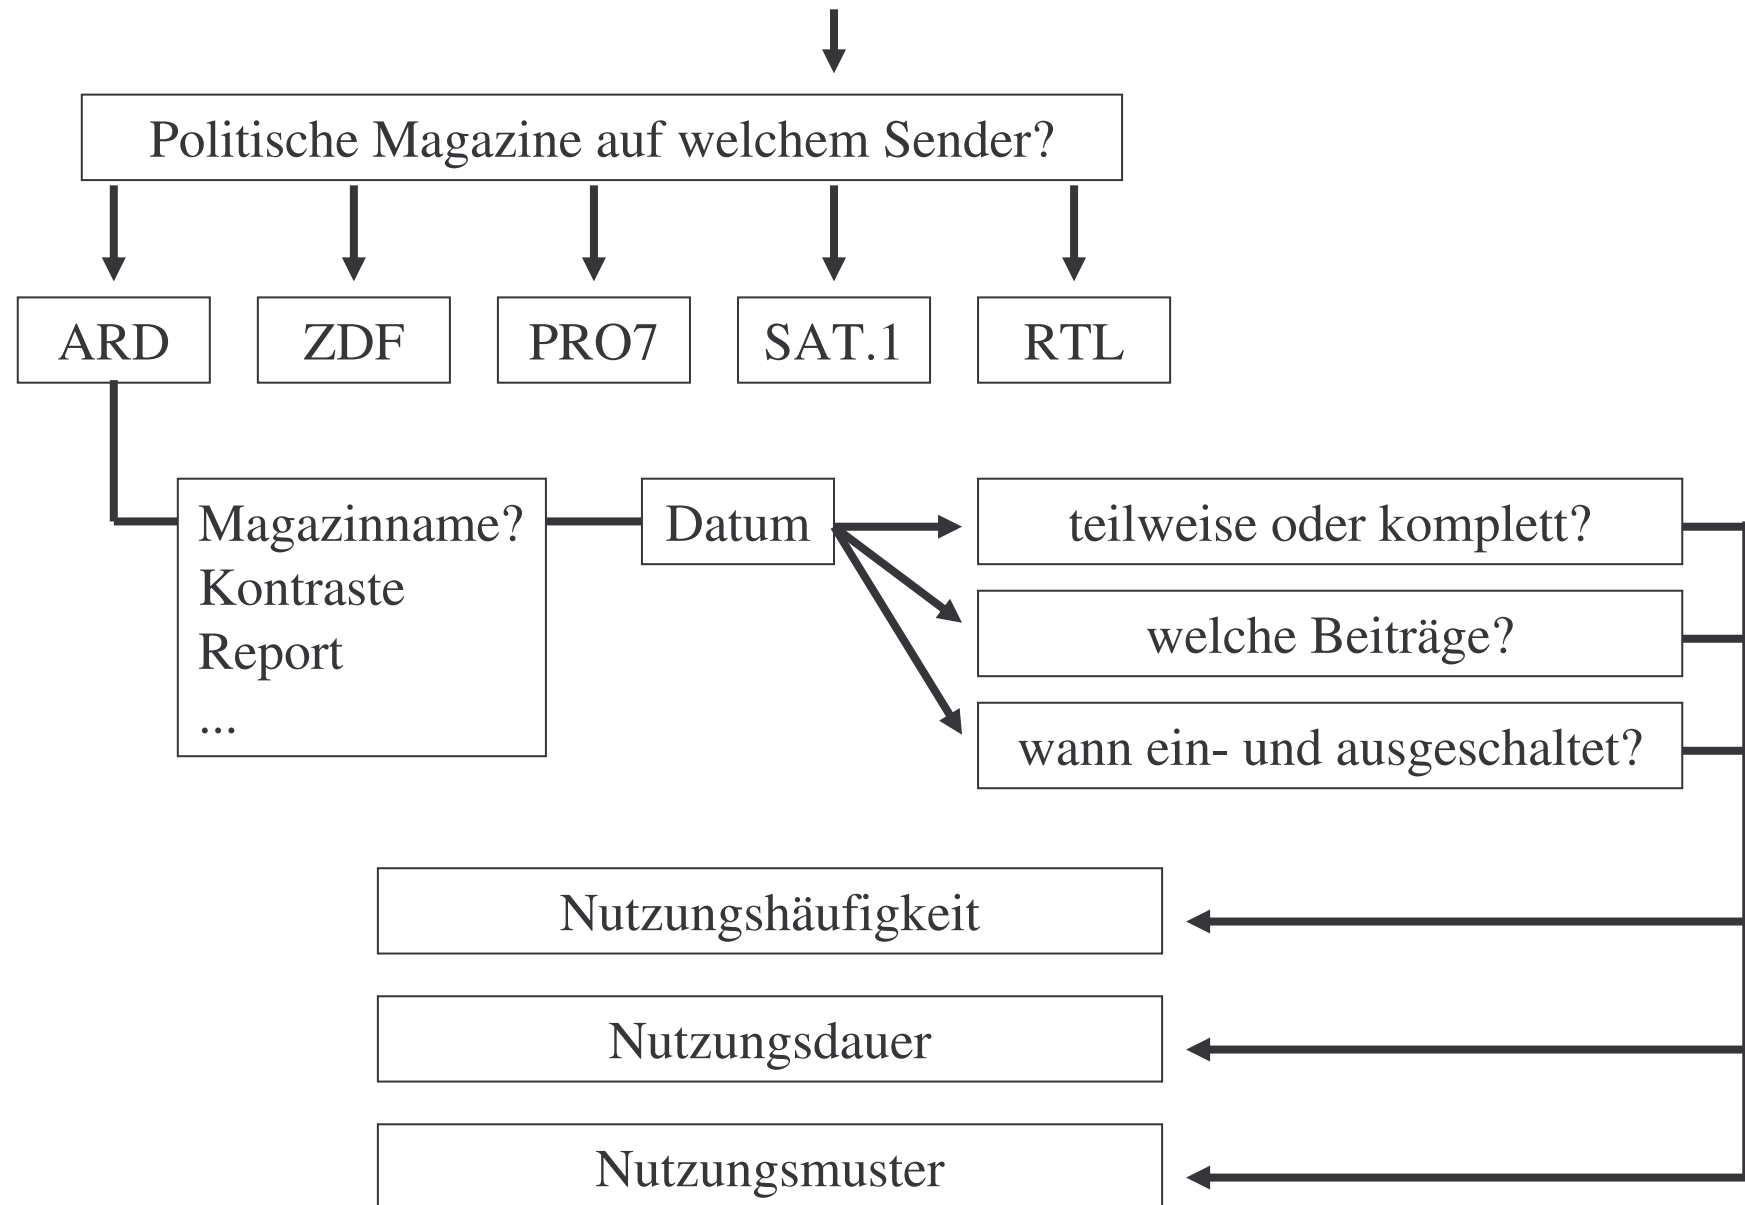 Politische Magazine auf welchem Sender?
ARD
ZDF
PRO7
SAT.1
RTL
Magazinname?
Kontraste
Report
...
Datum
teilweise oder komplett?
welche Beiträge?
wann ein- und ausgeschaltet?
Nutzungshäufigkeit
Nutzungsdauer
Nutzungsmuster